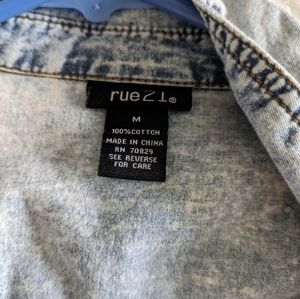 rue21®
M
100%COTTON
MADE IN CHINA
RN 70829
SEE REVERSE
FOR CARE